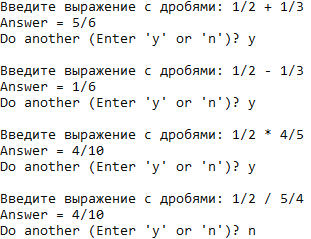 Введите выражение с дробями: 1/2 + 1/3
Answer = 5/6
Do another (Enter 'y' or 'n')? y
Введите выражение с дробями: 1/2 - 1/3
Answer = 1/6
Do another (Enter 'y' or 'n')? y
Введите выражение с дробями: 1/2 * 4/5
Answer = 4/10
Do another (Enter 'y' or 'n')? y
Введите выражение с дробями: 1/2 / 5/4
Answer = 4/10
Do another (Enter 'y' or 'n')? n